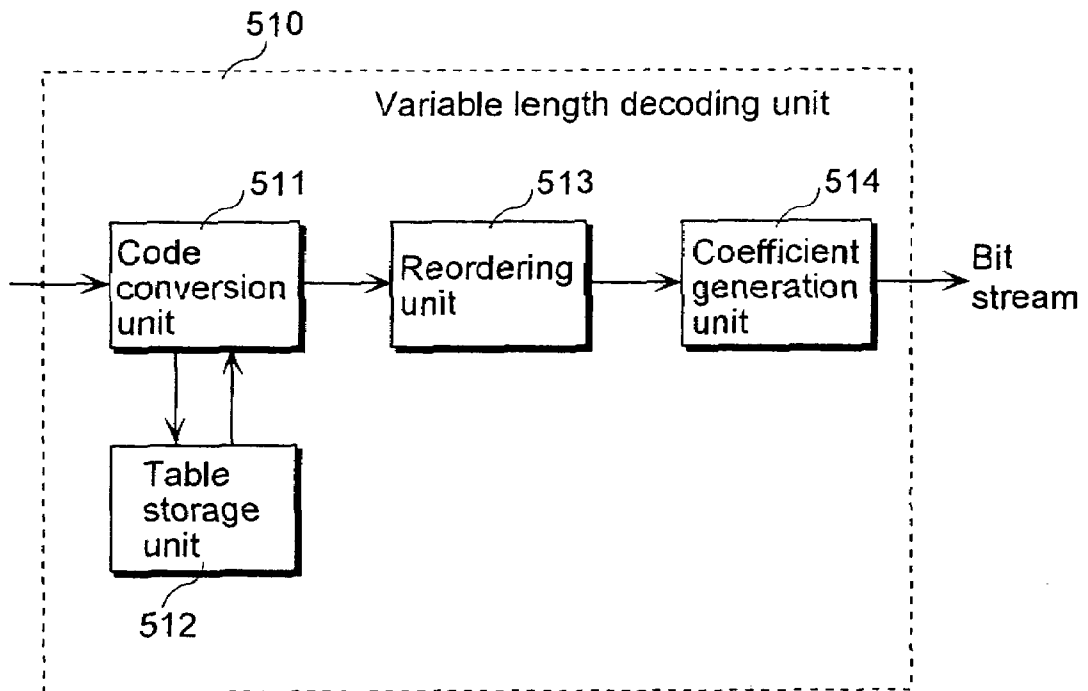 510
Variable length decoding unit
511
513
514
Code
conversion
unit
Reordering
unit
Coefficient
generation
unit
Bit
stream
Table
storage
unit
512